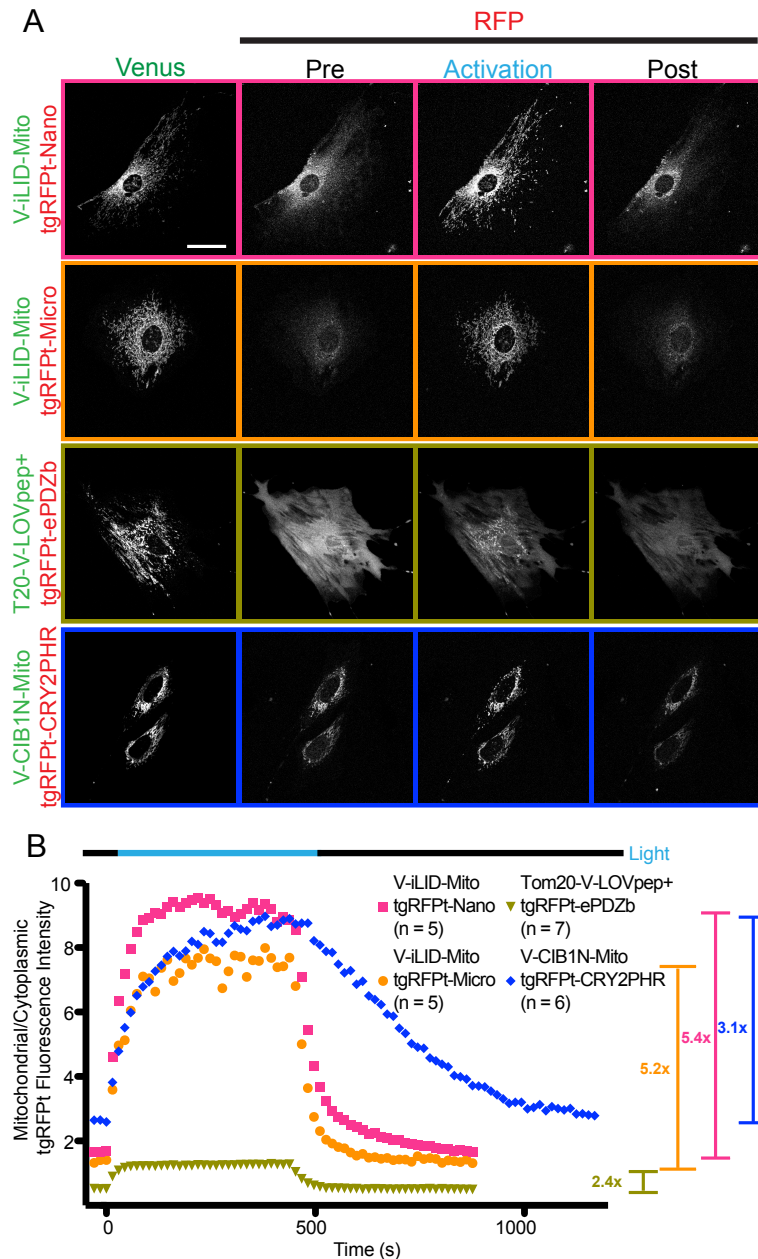 A
RFP
Venus
Pre
Activation
Post
V-iLID-Mito
tgRFPt-Nano
V-iLID-Mito
tgRFPt-Micro
T20-V-LOVpep+
tgRFPt-ePDZb
V-CIB1N-Mito
tgRFPt-CRY2PHR
B
Light
Mitochondrial/Cytoplasmic
tgRFPt Fluorescence Intensity
10
8
6
4
2
V-iLID-Mito
tgRFPt-Nano
(n = 5)
Tom20-V-LOVpep+
tgRFPt-ePDZb
(n = 7)
V-iLID-Mito
tgRFPt-Micro
(n = 5)
V-CIB1N-Mito
tgRFPt-CRY2PHR
(n = 6)
3.1x
5.4x
5.2x
2.4x
0
500
1000
Time (s)